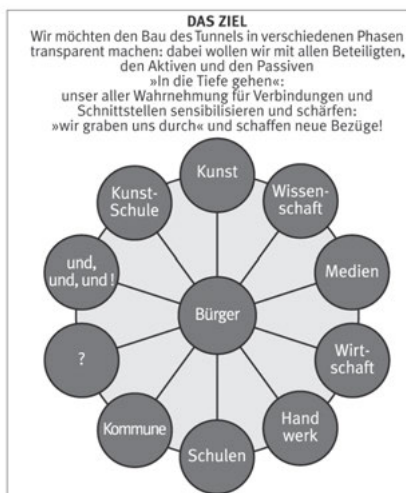 DAS ZIEL
Wir möchten den Bau des Tunnels in verschiedenen Phasen
transparent machen: dabei wollen wir mit allen Beteiligten,
den Aktiven und den Passiven
»In die Tiefe gehen«:
unser aller Wahrnehmung für Verbindungen und
Schnittstellen sensibilisieren und schärfen:
»wir graben uns durch« und schaffen neue Bezüge!
Kunst
Wissen-
schaft
Medien
Wirt-
schaft
Hand
werk
Schulen
Kommune
?
und,
und, und!
Kunst-
Schule
Bürger